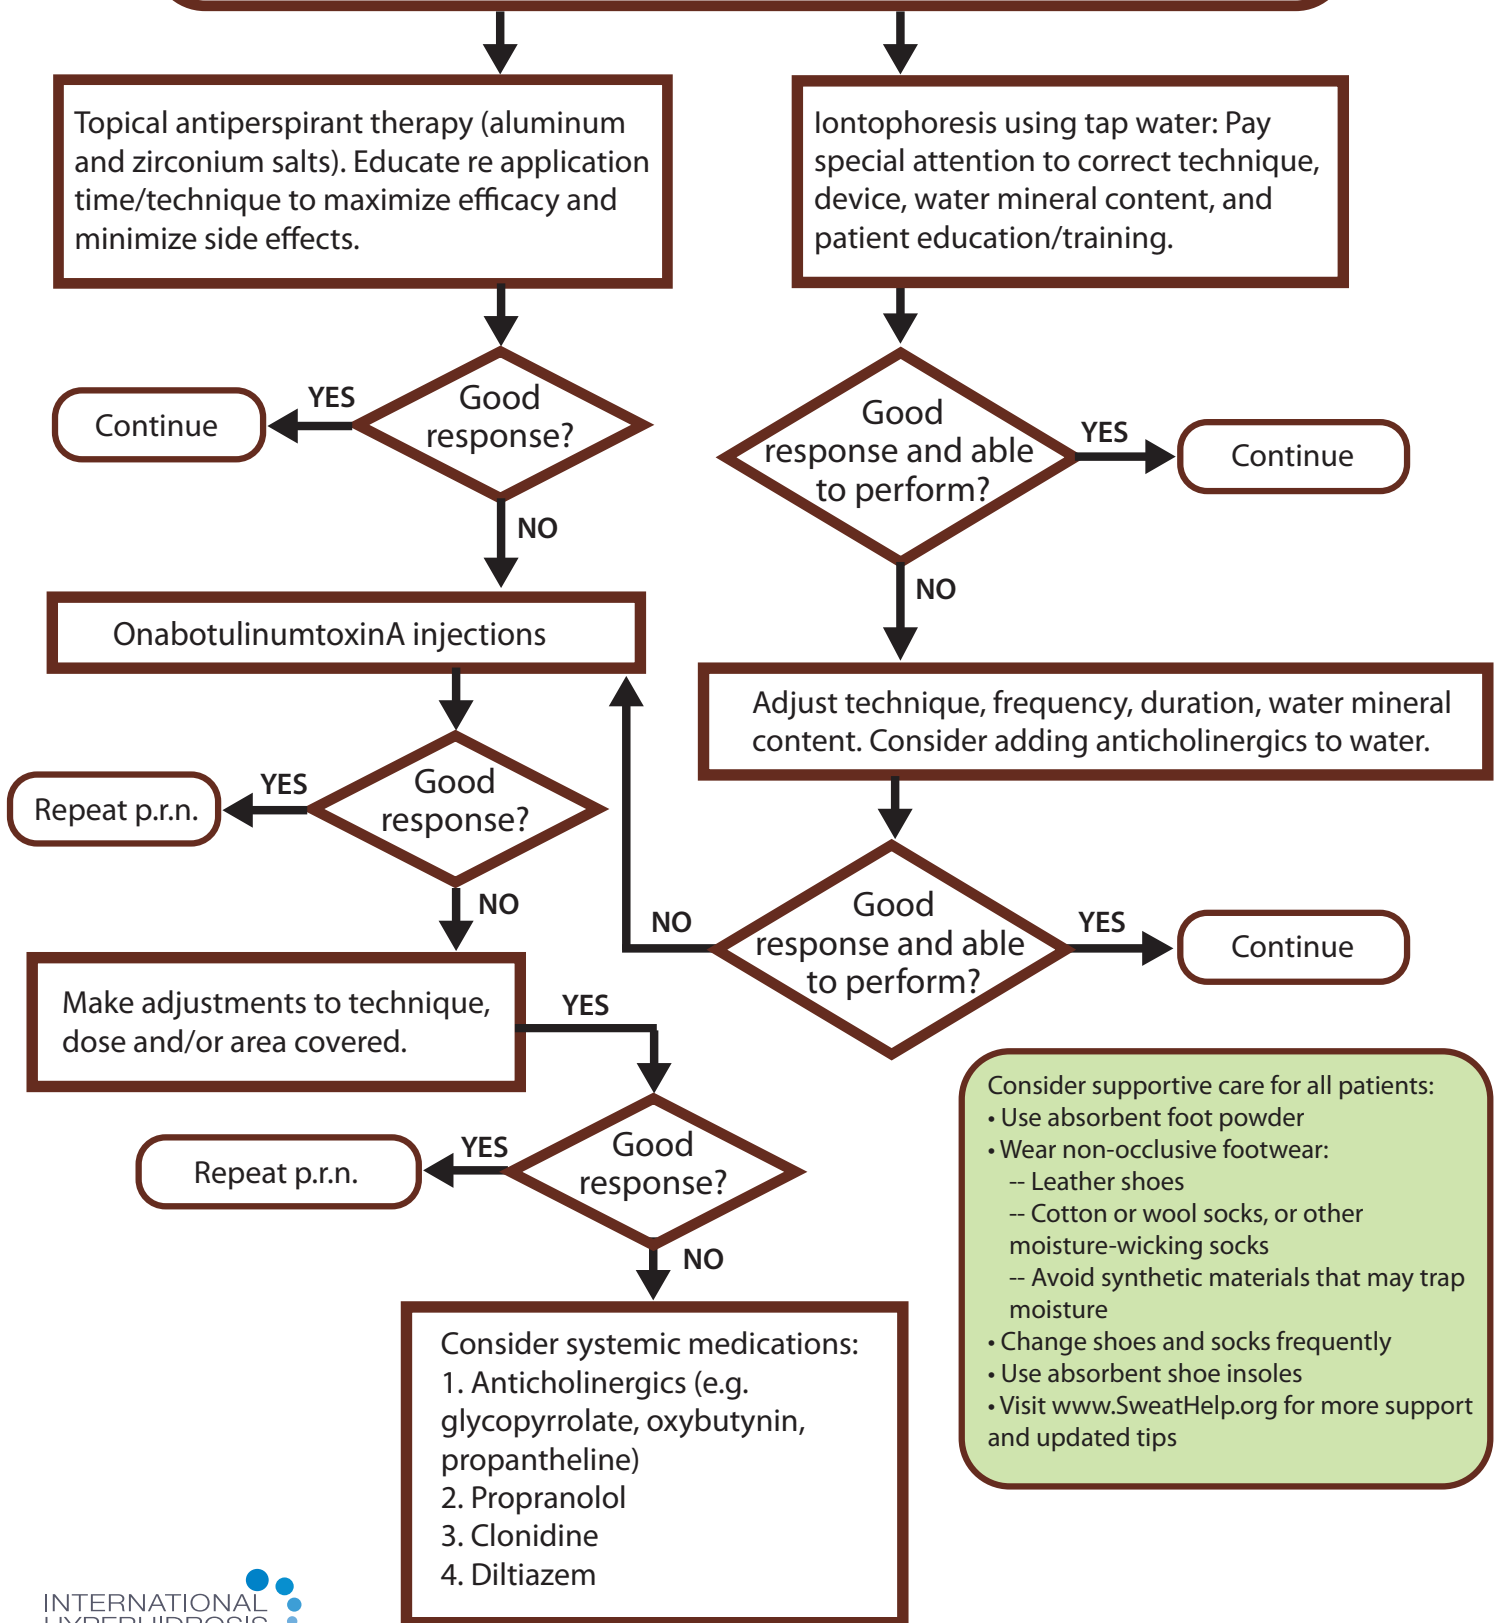 Topical antiperspirant therapy (aluminum
and zirconium salts). Educate re application
time/technique to maximize efficacy and
minimize side effects.
Iontophoresis using tap water: Pay
special attention to correct technique,
device, water mineral content, and
patient education/training.
Good
response?
YES
Continue
NO
Good
response and able
to perform?
YES
Continue
NO
OnabotulinumtoxinA injections
Adjust technique, frequency, duration, water mineral
content. Consider adding anticholinergics to water.
Good
response?
YES
Repeat p.r.n.
NO
Good
response and able
to perform?
NO
YES
Continue
Make adjustments to technique,
dose and/or area covered.
YES
Good
response?
YES
Repeat p.r.n.
NO
Consider systemic medications:
1. Anticholinergics (e.g.
glycopyrrolate, oxybutynin,
propantheline)
2. Propranolol
3. Clonidine
4. Diltiazem
Consider supportive care for all patients:
• Use absorbent foot powder
• Wear non-occlusive footwear:
-- Leather shoes
-- Cotton or wool socks, or other
moisture-wicking socks
-- Avoid synthetic materials that may trap
moisture
• Change shoes and socks frequently
• Use absorbent shoe insoles
• Visit www.SweatHelp.org for more support
and updated tips
INTERNATIONAL
HYPERHIDROSIS